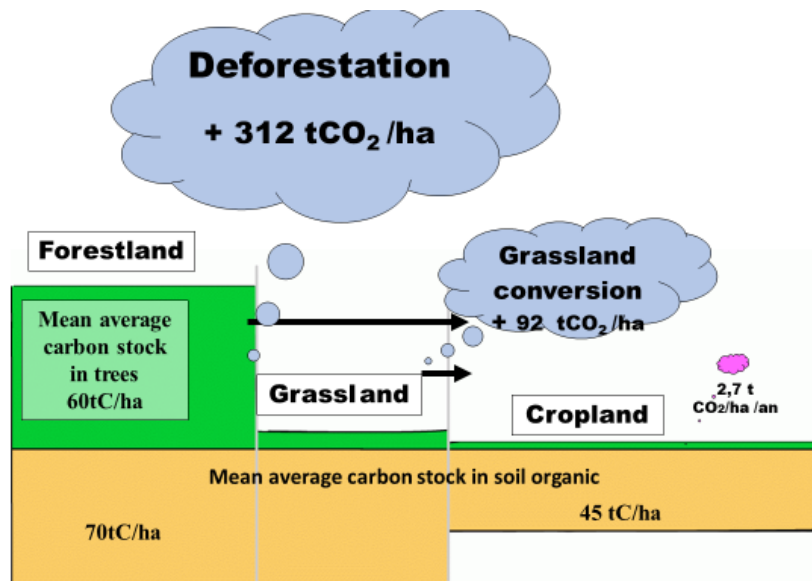 Deforestation
+ 312 tCO₂ /ha
Forestland
Grassland
conversion
+ 92 tCO₂/ha
Mean average
carbon stock
in trees
60tC/ha
Grassland
Cropland
2,7 t
CO₂/ha /an
Mean average carbon stock in soil organic
70tC/ha
45 tC/ha